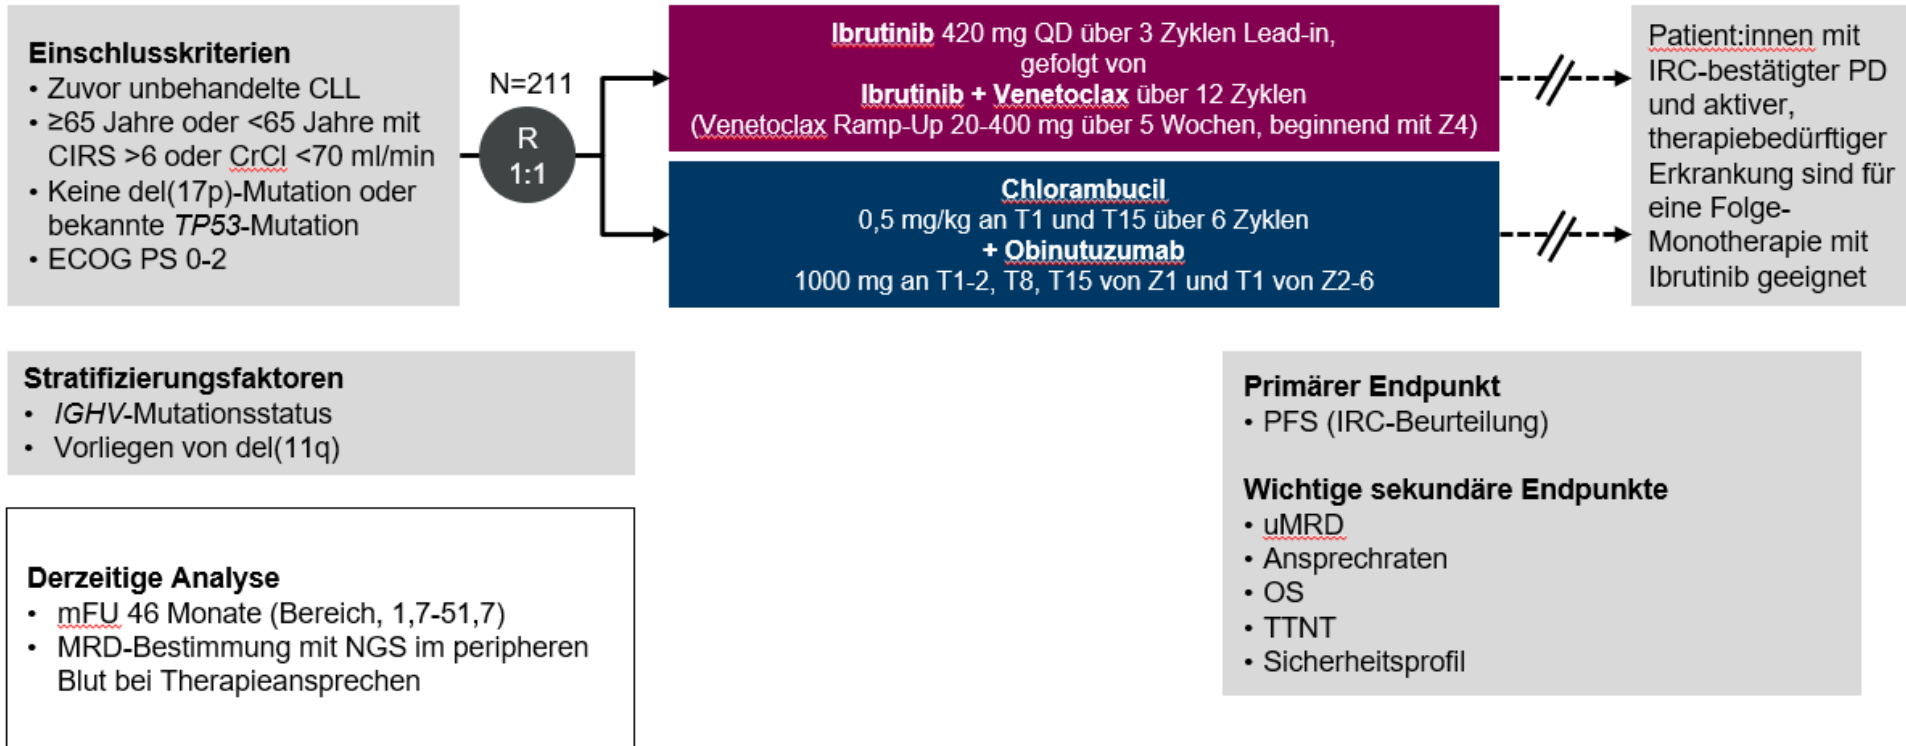 Einschlusskriterien
• Zuvor unbehandelte CLL
• ≥65 Jahre oder <65 Jahre mit
CIRS >6 oder CrCl <70 ml/min
• Keine del(17p)-Mutation oder
bekannte TP53-Mutation
• ECOG PS 0-2
N=211
R
1:1
Ibrutinib 420 mg QD über 3 Zyklen Lead-in,
gefolgt von
Ibrutinib + Venetoclax über 12 Zyklen
(Venetoclax Ramp-Up 20-400 mg über 5 Wochen, beginnend mit Z4)
Chlorambucil
0,5 mg/kg an T1 und T15 über 6 Zyklen
+ Obinutuzumab
1000 mg an T1-2, T8, T15 von Z1 und T1 von Z2-6
Patient:innen mit
IRC-bestätigter PD
und aktiver,
therapiebedürftiger
Erkrankung sind für
eine Folge-
Monotherapie mit
Ibrutinib geeignet
Stratifizierungsfaktoren
• IGHV-Mutationsstatus
• Vorliegen von del(11q)
Derzeitige Analyse
• mFU 46 Monate (Bereich, 1,7-51,7)
• MRD-Bestimmung mit NGS im peripheren
Blut bei Therapieansprechen
Primärer Endpunkt
• PFS (IRC-Beurteilung)
Wichtige sekundäre Endpunkte
• uMRD
• Ansprechraten
• OS
• TTNT
• Sicherheitsprofil